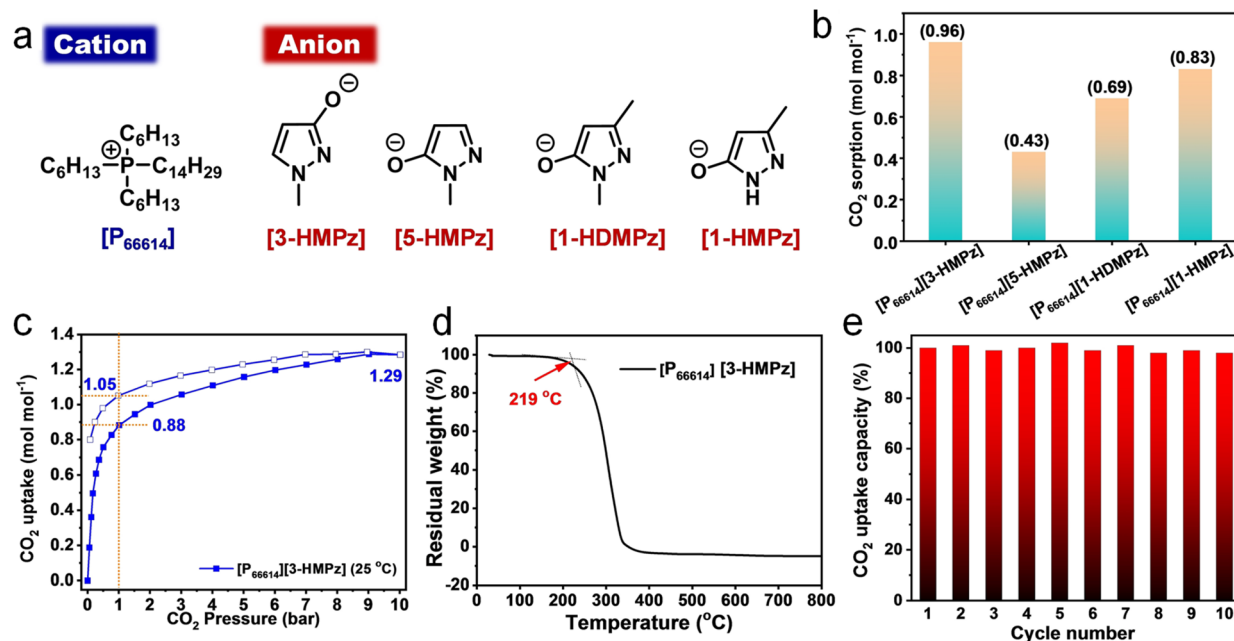 a
Cation
Anion
C₆H₁₃
C₆H₁₃-P-C₁₄H₂₉
⊕
C₆H₁₃
[P₆₆₆₁₄]
⊖
O
N
N
[3-HMPz]
⊖
O
N
N
[5-HMPz]
⊖
O
N
N
[1-HDMPz]
⊖
O
N
N
H
[1-HMPz]
b
CO₂ sorption (mol mol⁻¹)
1.0
0.8
0.6
0.4
0.2
0.0
(0.96)
(0.43)
(0.69)
(0.83)
[P₆₆₆₁₄][3-HMPz]
[P₆₆₆₁₄][5-HMPz]
[P₆₆₆₁₄][1-HDMPz]
[P₆₆₆₁₄][1-HMPz]
c
CO₂ uptake (mol mol⁻¹)
1.4
1.2
1.0
0.8
0.6
0.4
0.2
0.0
1.05
0.88
1.29
[P₆₆₆₁₄][3-HMPz] (25 °C)
0 1 2 3 4 5 6 7 8 9 10
CO₂ Pressure (bar)
d
Residual weight (%)
120
100
80
60
40
20
0
-20
219 °C
[P₆₆₆₁₄] [3-HMPz]
0 100 200 300 400 500 600 700 800
Temperature (°C)
e
CO₂ uptake capacity (%)
120
100
80
60
40
20
0
1 2 3 4 5 6 7 8 9 10
Cycle number